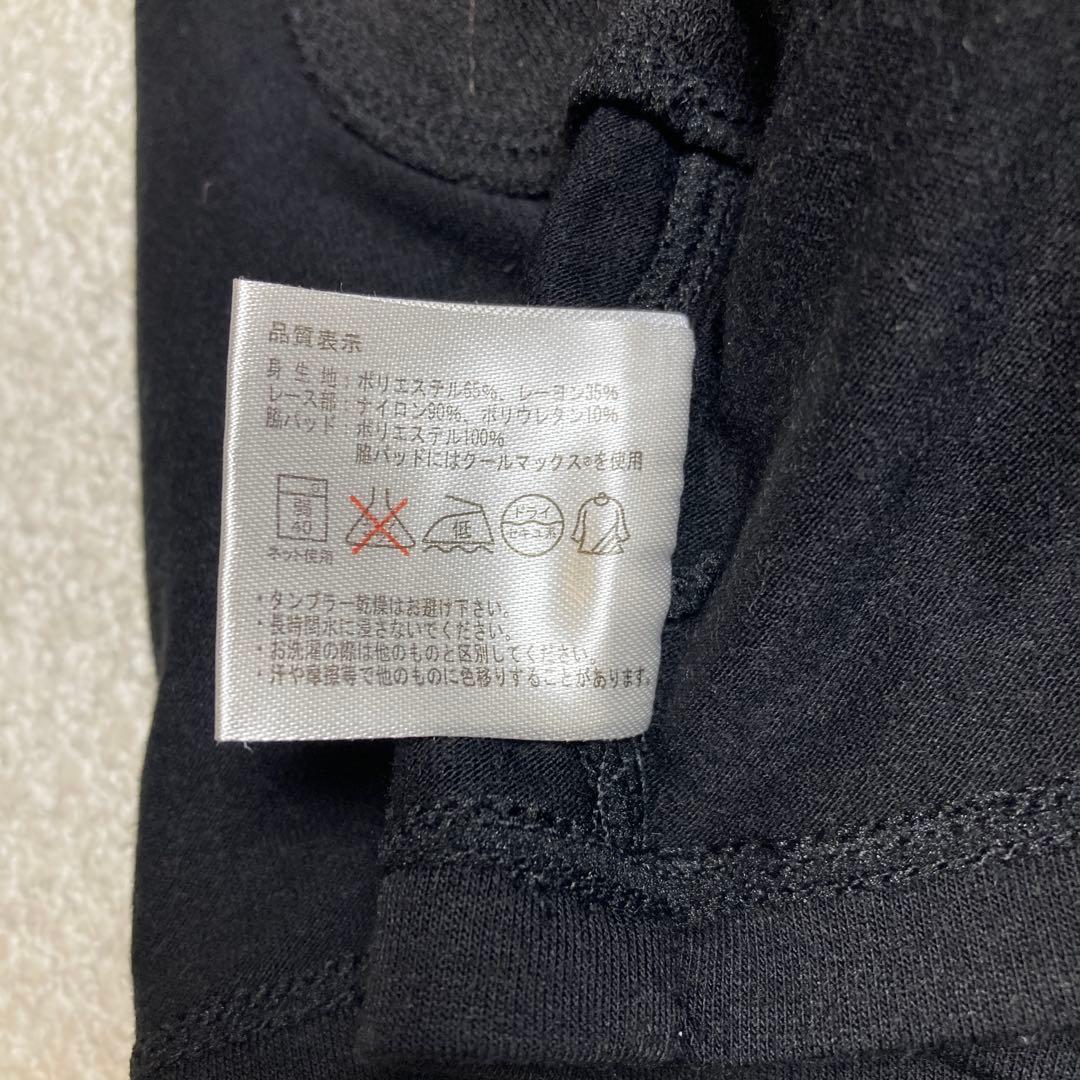 品質表示
身生地：ポリエステル65%、レーヨン35%
レース部：ナイロン90%、ポリウレタン10%
脇パッド：ポリエステル100%
脇パッドにはクールマックス®を使用
弱
40
ネット使用
低
ドライ
セキユ系
・タンブラー乾燥はお避け下さい。
・長時間水に浸さないでください。
・お洗濯の際は他のものと区別してください。
・汗や摩擦等で他のものに色移りすることがあります。